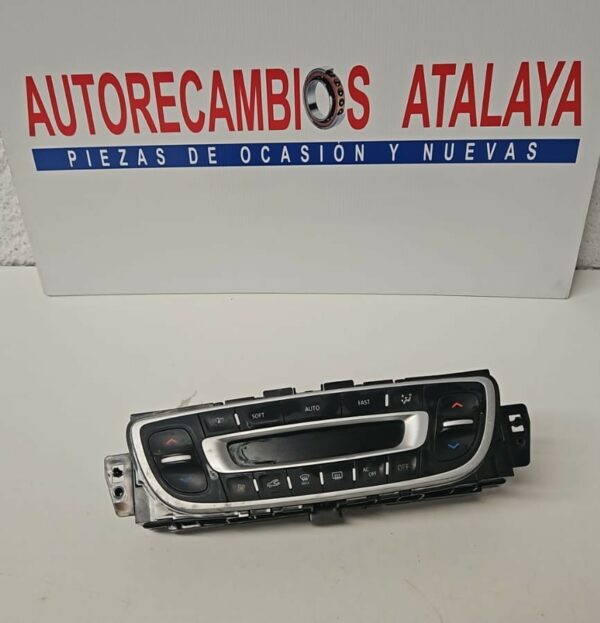 AUTORECAMBIOS ATALAYA
PIEZAS DE OCASIÓN Y NUEVAS
SOFT AUTO FAST
AC OFF OFF